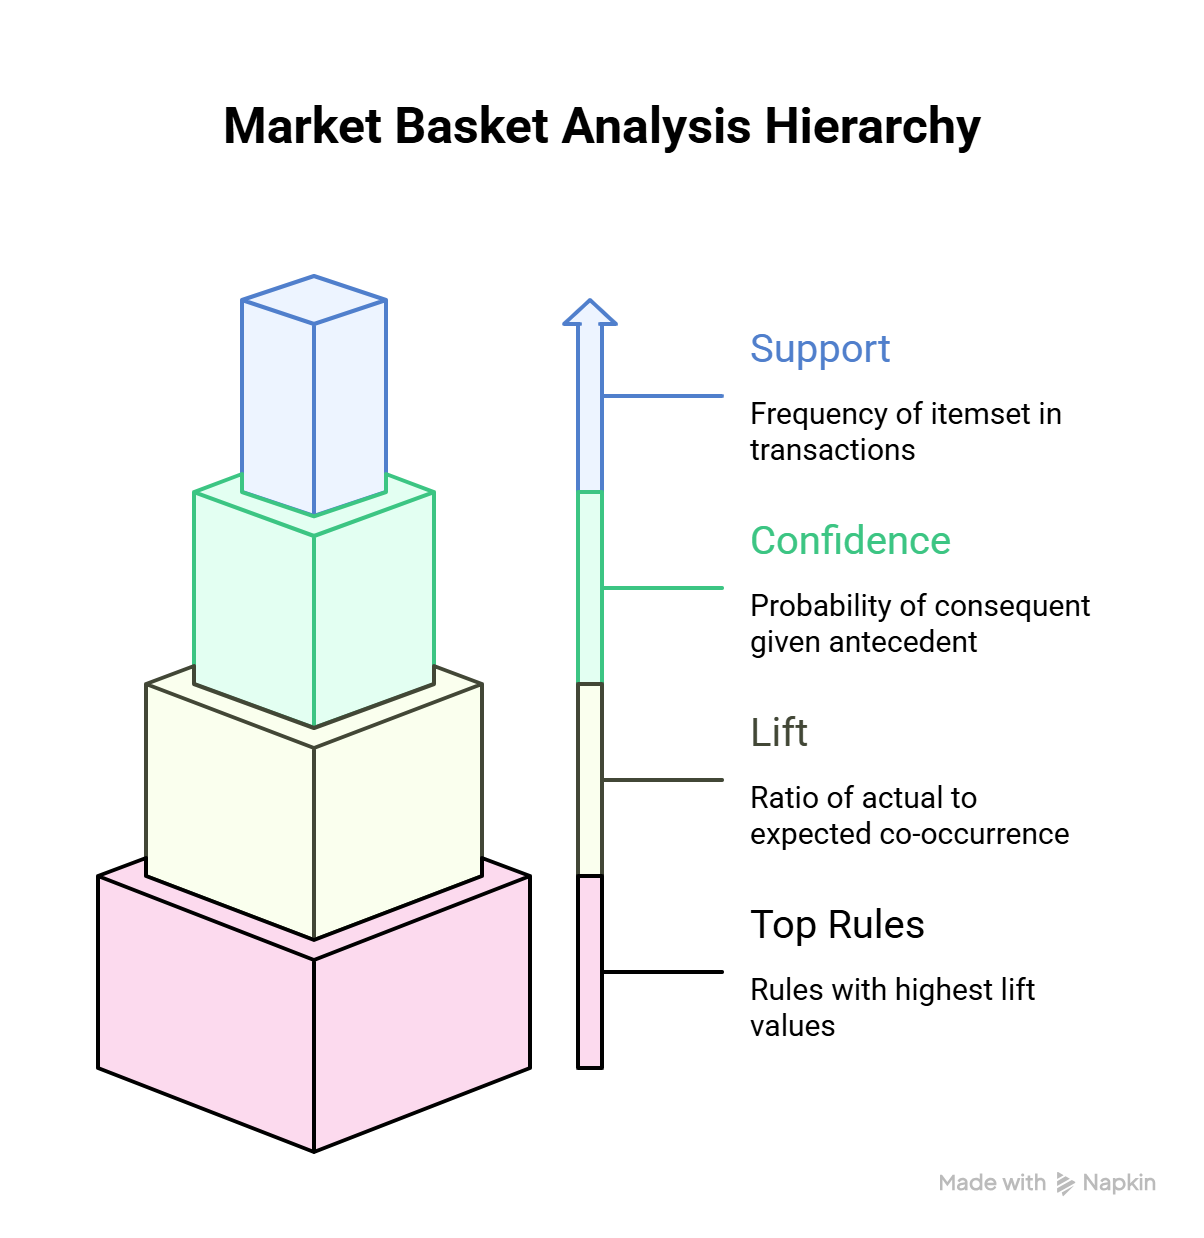 Market Basket Analysis Hierarchy
Support
Frequency of itemset in
transactions
Confidence
Probability of consequent
given antecedent
Lift
Ratio of actual to
expected co-occurrence
Top Rules
Rules with highest lift
values
Made with Napkin